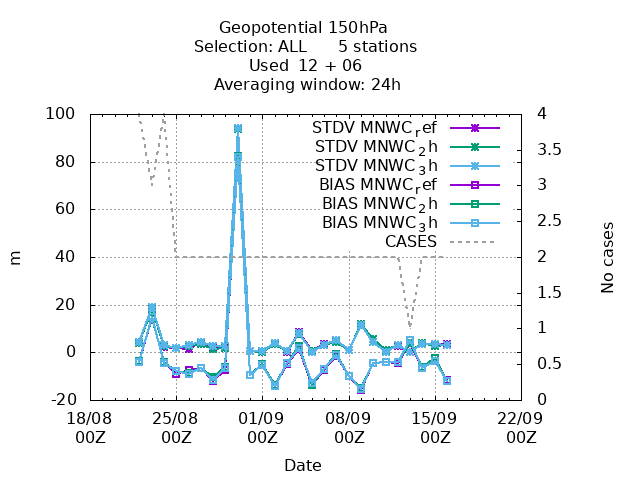 Geopotential 150hPa
Selection: ALL      5 stations
Used  12 + 06
Averaging window: 24h
100
80
60
40
20
0
-20
m
4
3.5
3
2.5
2
1.5
1
0.5
0
No cases
STDV MNWC_ref
STDV MNWC_2h
STDV MNWC_3h
BIAS MNWC_ref
BIAS MNWC_2h
BIAS MNWC_3h
CASES
18/08 25/08 01/09 08/09 15/09 22/09
00Z 00Z 00Z 00Z 00Z 00Z
Date